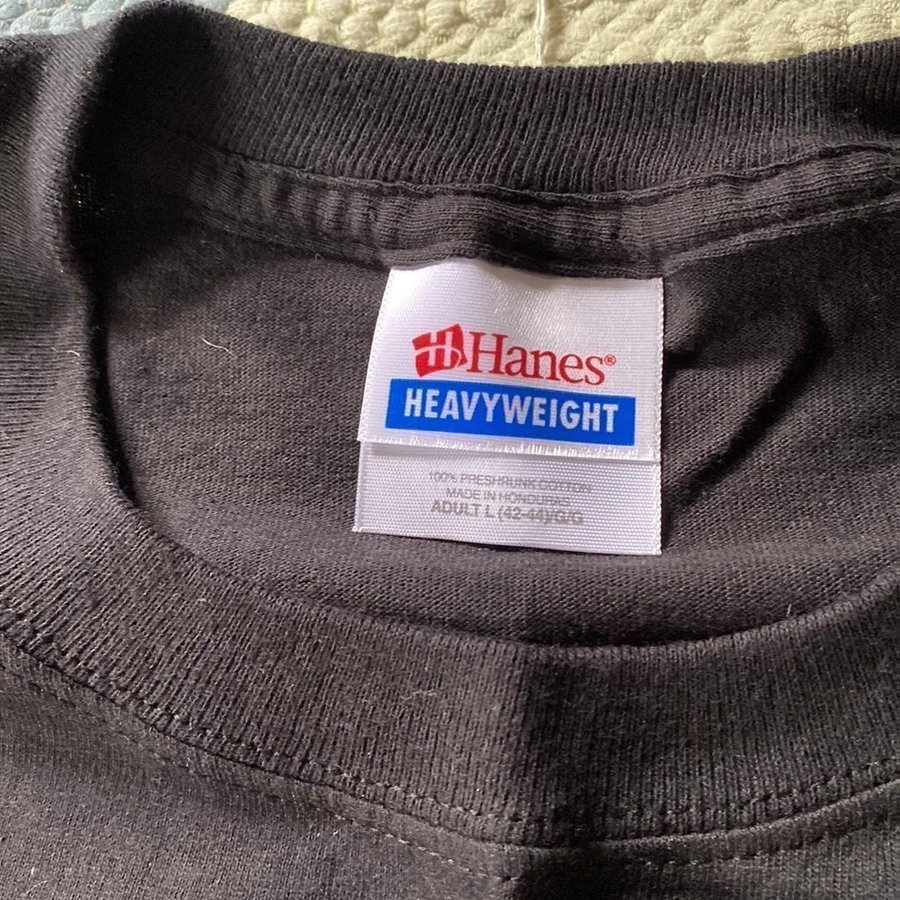 Hanes®
HEAVYWEIGHT
100% PRESHRUNK COTTON
MADE IN HONDURAS
ADULT L (42-44)/G/G